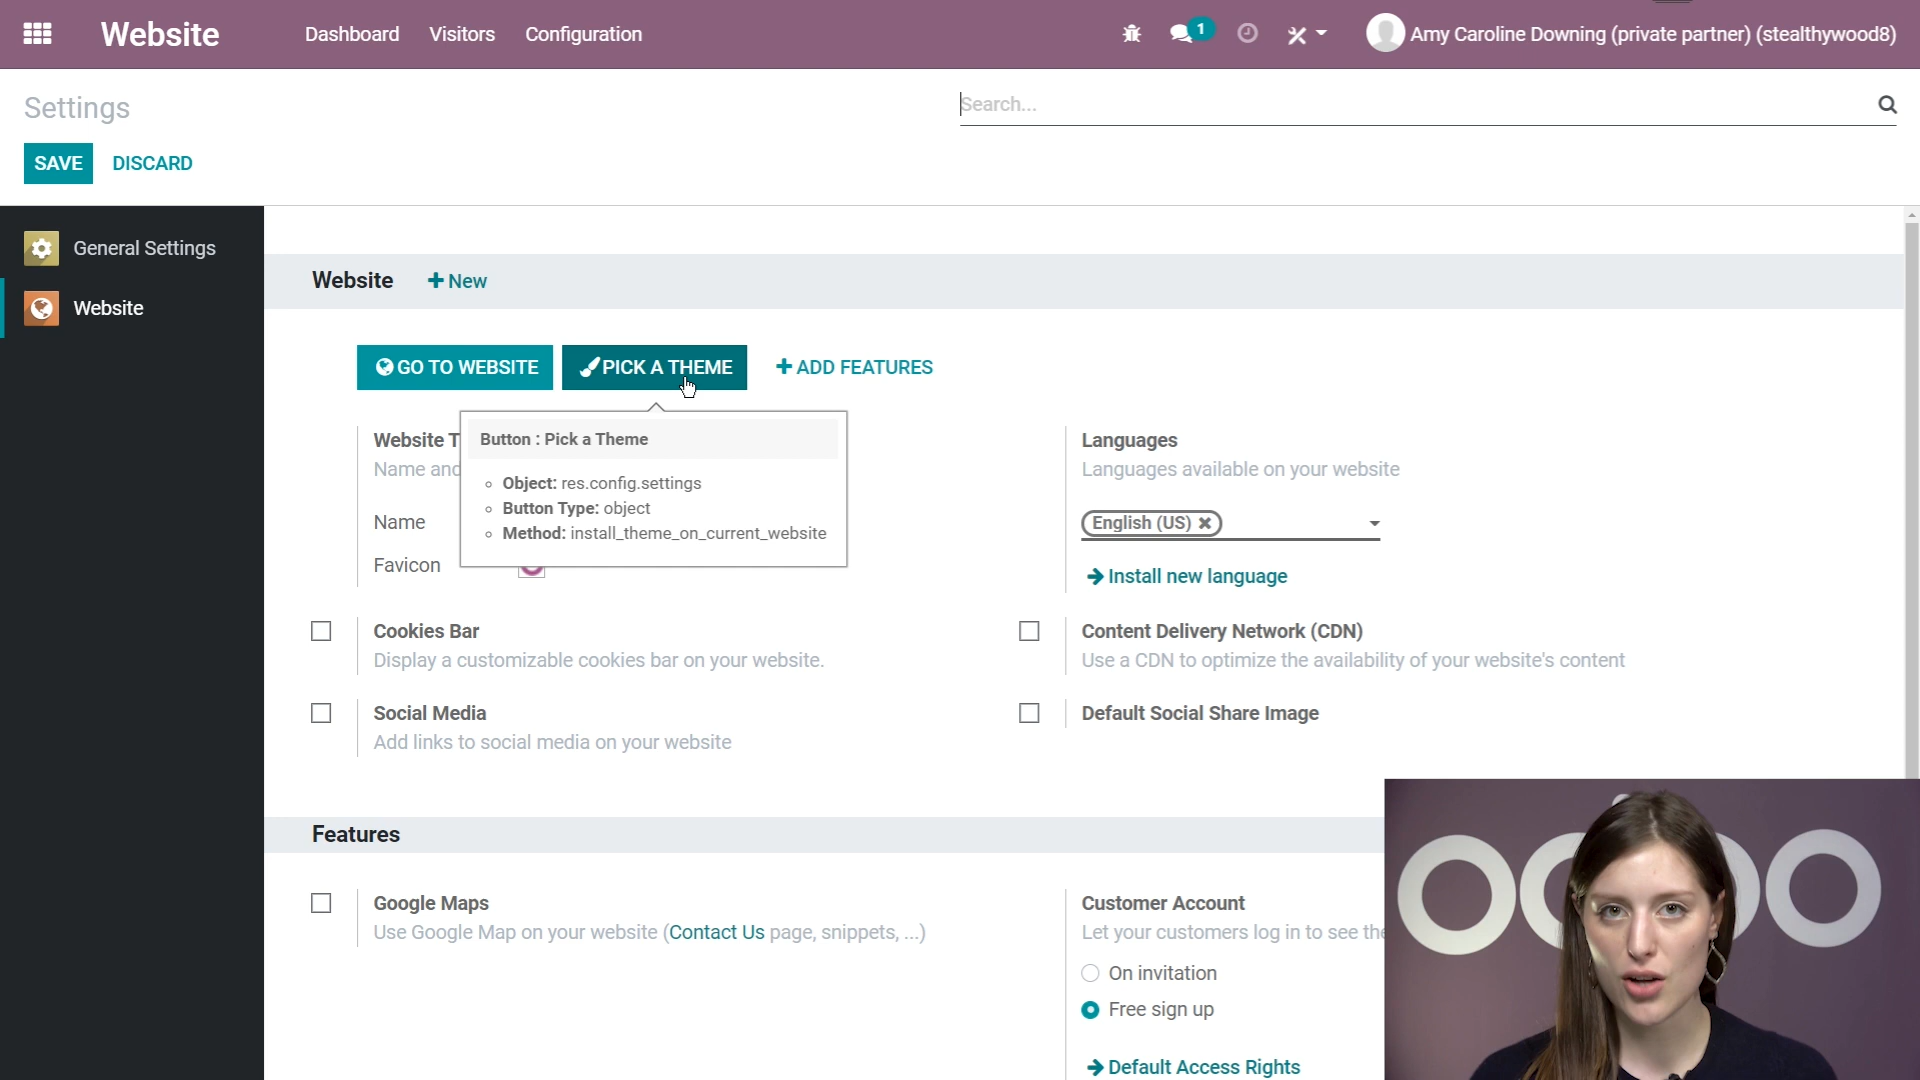 Website
Dashboard
Visitors
Configuration
1
Amy Caroline Downing (private partner) (stealthywood8)
Settings
Search...
SAVE
DISCARD
General Settings
Website
Website
New
GO TO WEBSITE
PICK A THEME
ADD FEATURES
Button : Pick a Theme
Object: res.config.settings
Button Type: object
Method: install_theme_on_current_website
Website T
Name and
Name
Favicon
Languages
Languages available on your website
English (US)
Install new language
Cookies Bar
Display a customizable cookies bar on your website.
Content Delivery Network (CDN)
Use a CDN to optimize the availability of your website's content
Social Media
Add links to social media on your website
Default Social Share Image
Features
Google Maps
Use Google Map on your website (Contact Us page, snippets, ...)
Customer Account
Let your customers log in to see the
On invitation
Free sign up
Default Access Rights